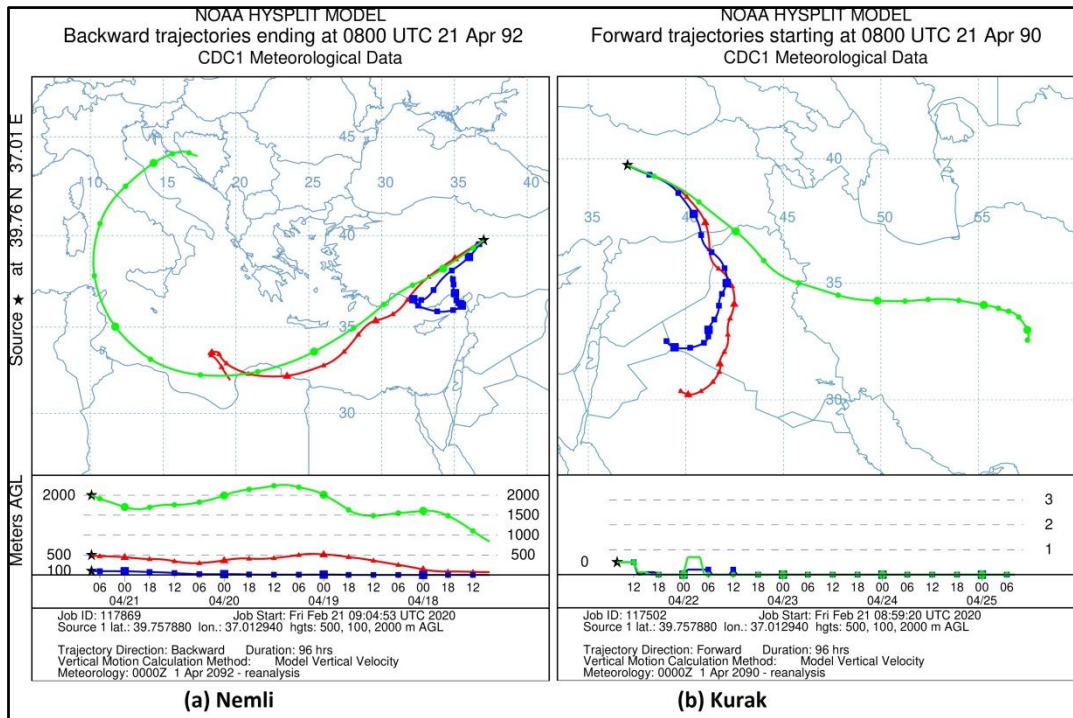 NOAA HYSPLIT MODEL
Backward trajectories ending at 0800 UTC 21 Apr 92
CDC1 Meteorological Data
Source ★ at 39.76 N 37.01 E
45
10 15 20 25 30 35 40
40
35
30
Meters AGL
2000 2000
1500
1000
500 500
100
06 00 18 12 06 00 18 12 06 00 18 12 06 00 18 12
04/21 04/20 04/19 04/18
Job ID: 117869 Job Start: Fri Feb 21 09:04:53 UTC 2020
Source 1 lat.: 39.757880 lon.: 37.012940 hgts: 500, 100, 2000 m AGL
Trajectory Direction: Backward Duration: 96 hrs
Vertical Motion Calculation Method: Model Vertical Velocity
Meteorology: 0000Z 1 Apr 2092 - reanalysis
(a) Nemli
NOAA HYSPLIT MODEL
Forward trajectories starting at 0800 UTC 21 Apr 90
CDC1 Meteorological Data
40
35 40 45 50 55
35
30
3
2
1
0
12 18 00 06 12 18 00 06 12 18 00 06 12 18 00 06
04/22 04/23 04/24 04/25
Job ID: 117502 Job Start: Fri Feb 21 08:59:20 UTC 2020
Source 1 lat.: 39.757880 lon.: 37.012940 hgts: 500, 100, 2000 m AGL
Trajectory Direction: Forward Duration: 96 hrs
Vertical Motion Calculation Method: Model Vertical Velocity
Meteorology: 0000Z 1 Apr 2090 - reanalysis
(b) Kurak